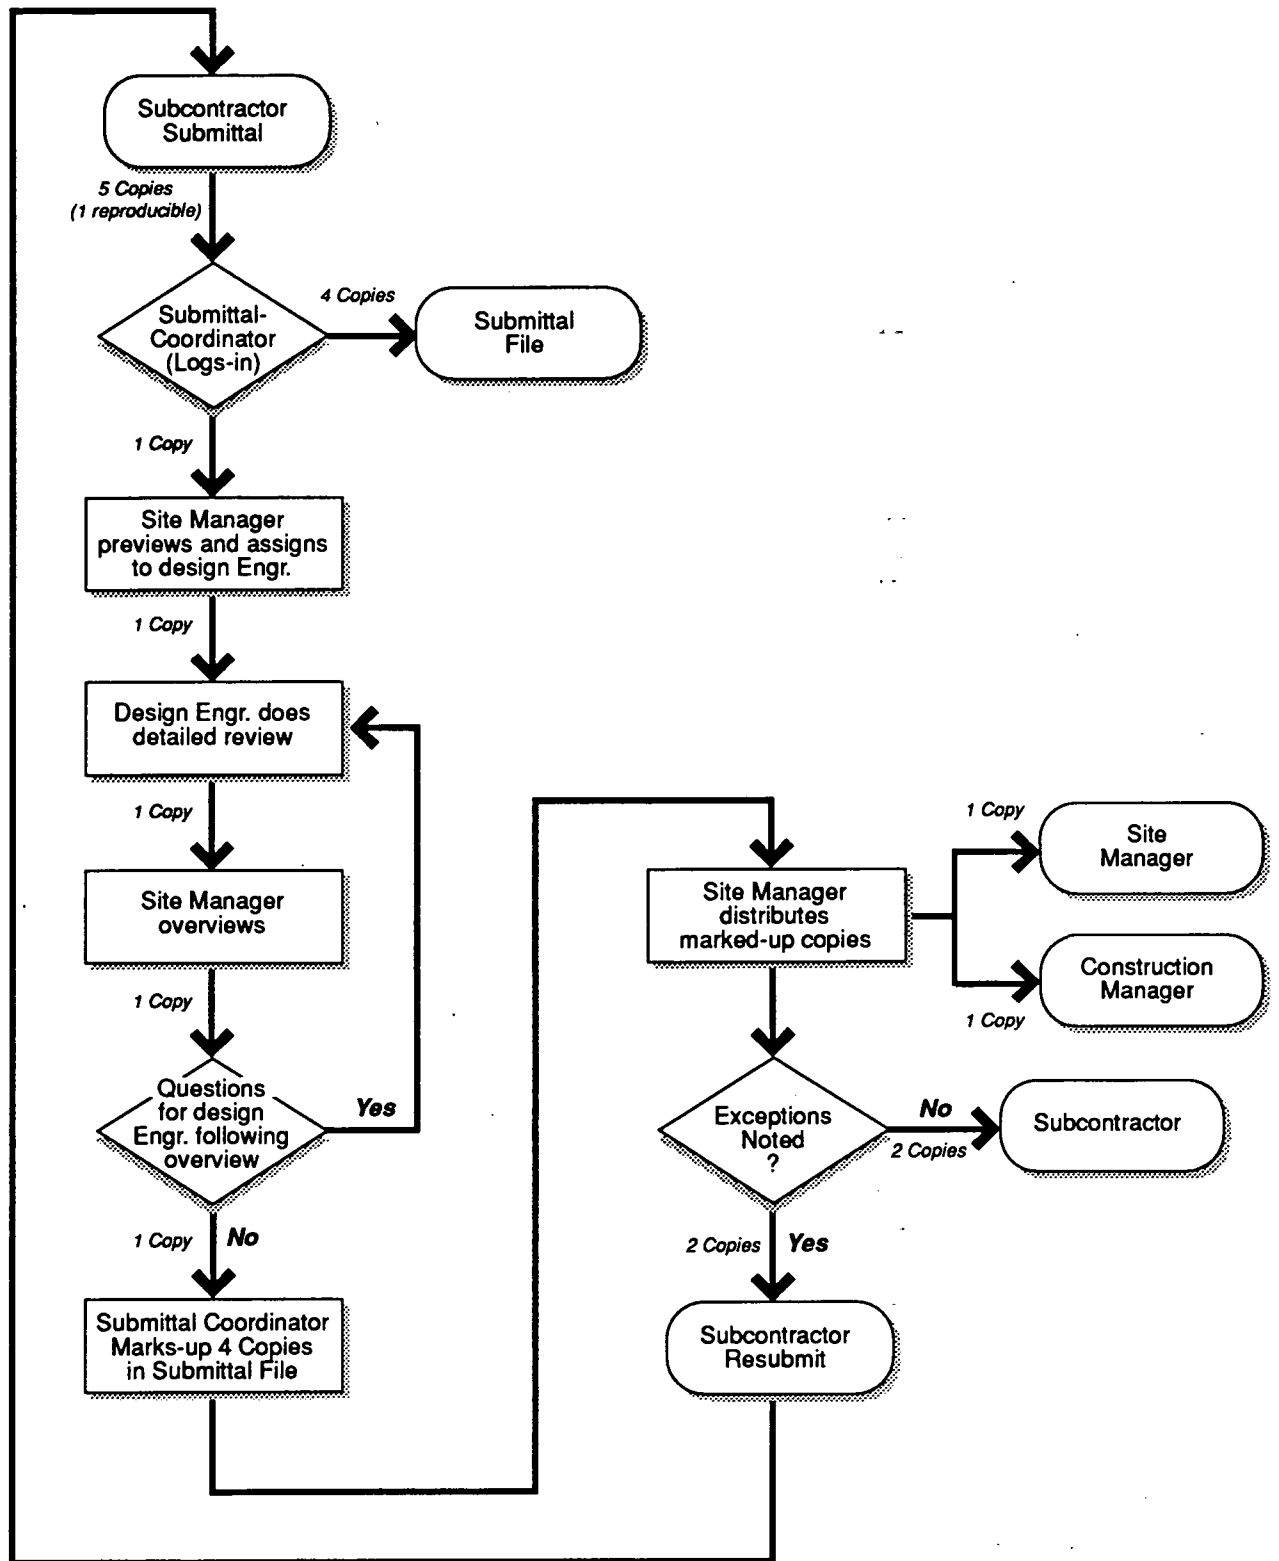 Subcontractor
Submittal
5 Copies
(1 reproducible)
Submittal-
Coordinator
(Logs-in)
4 Copies
Submittal
File
1 Copy
Site Manager
previews and assigns
to design Engr.
1 Copy
Design Engr. does
detailed review
1 Copy
Site Manager
overviews
1 Copy
Questions
for design
Engr. following
overview
Yes
1 Copy
No
Submittal Coordinator
Marks-up 4 Copies
in Submittal File
Site Manager
distributes
marked-up copies
1 Copy
Site
Manager
Construction
Manager
1 Copy
Exceptions
Noted
?
No
2 Copies
Subcontractor
2 Copies
Yes
Subcontractor
Resubmit